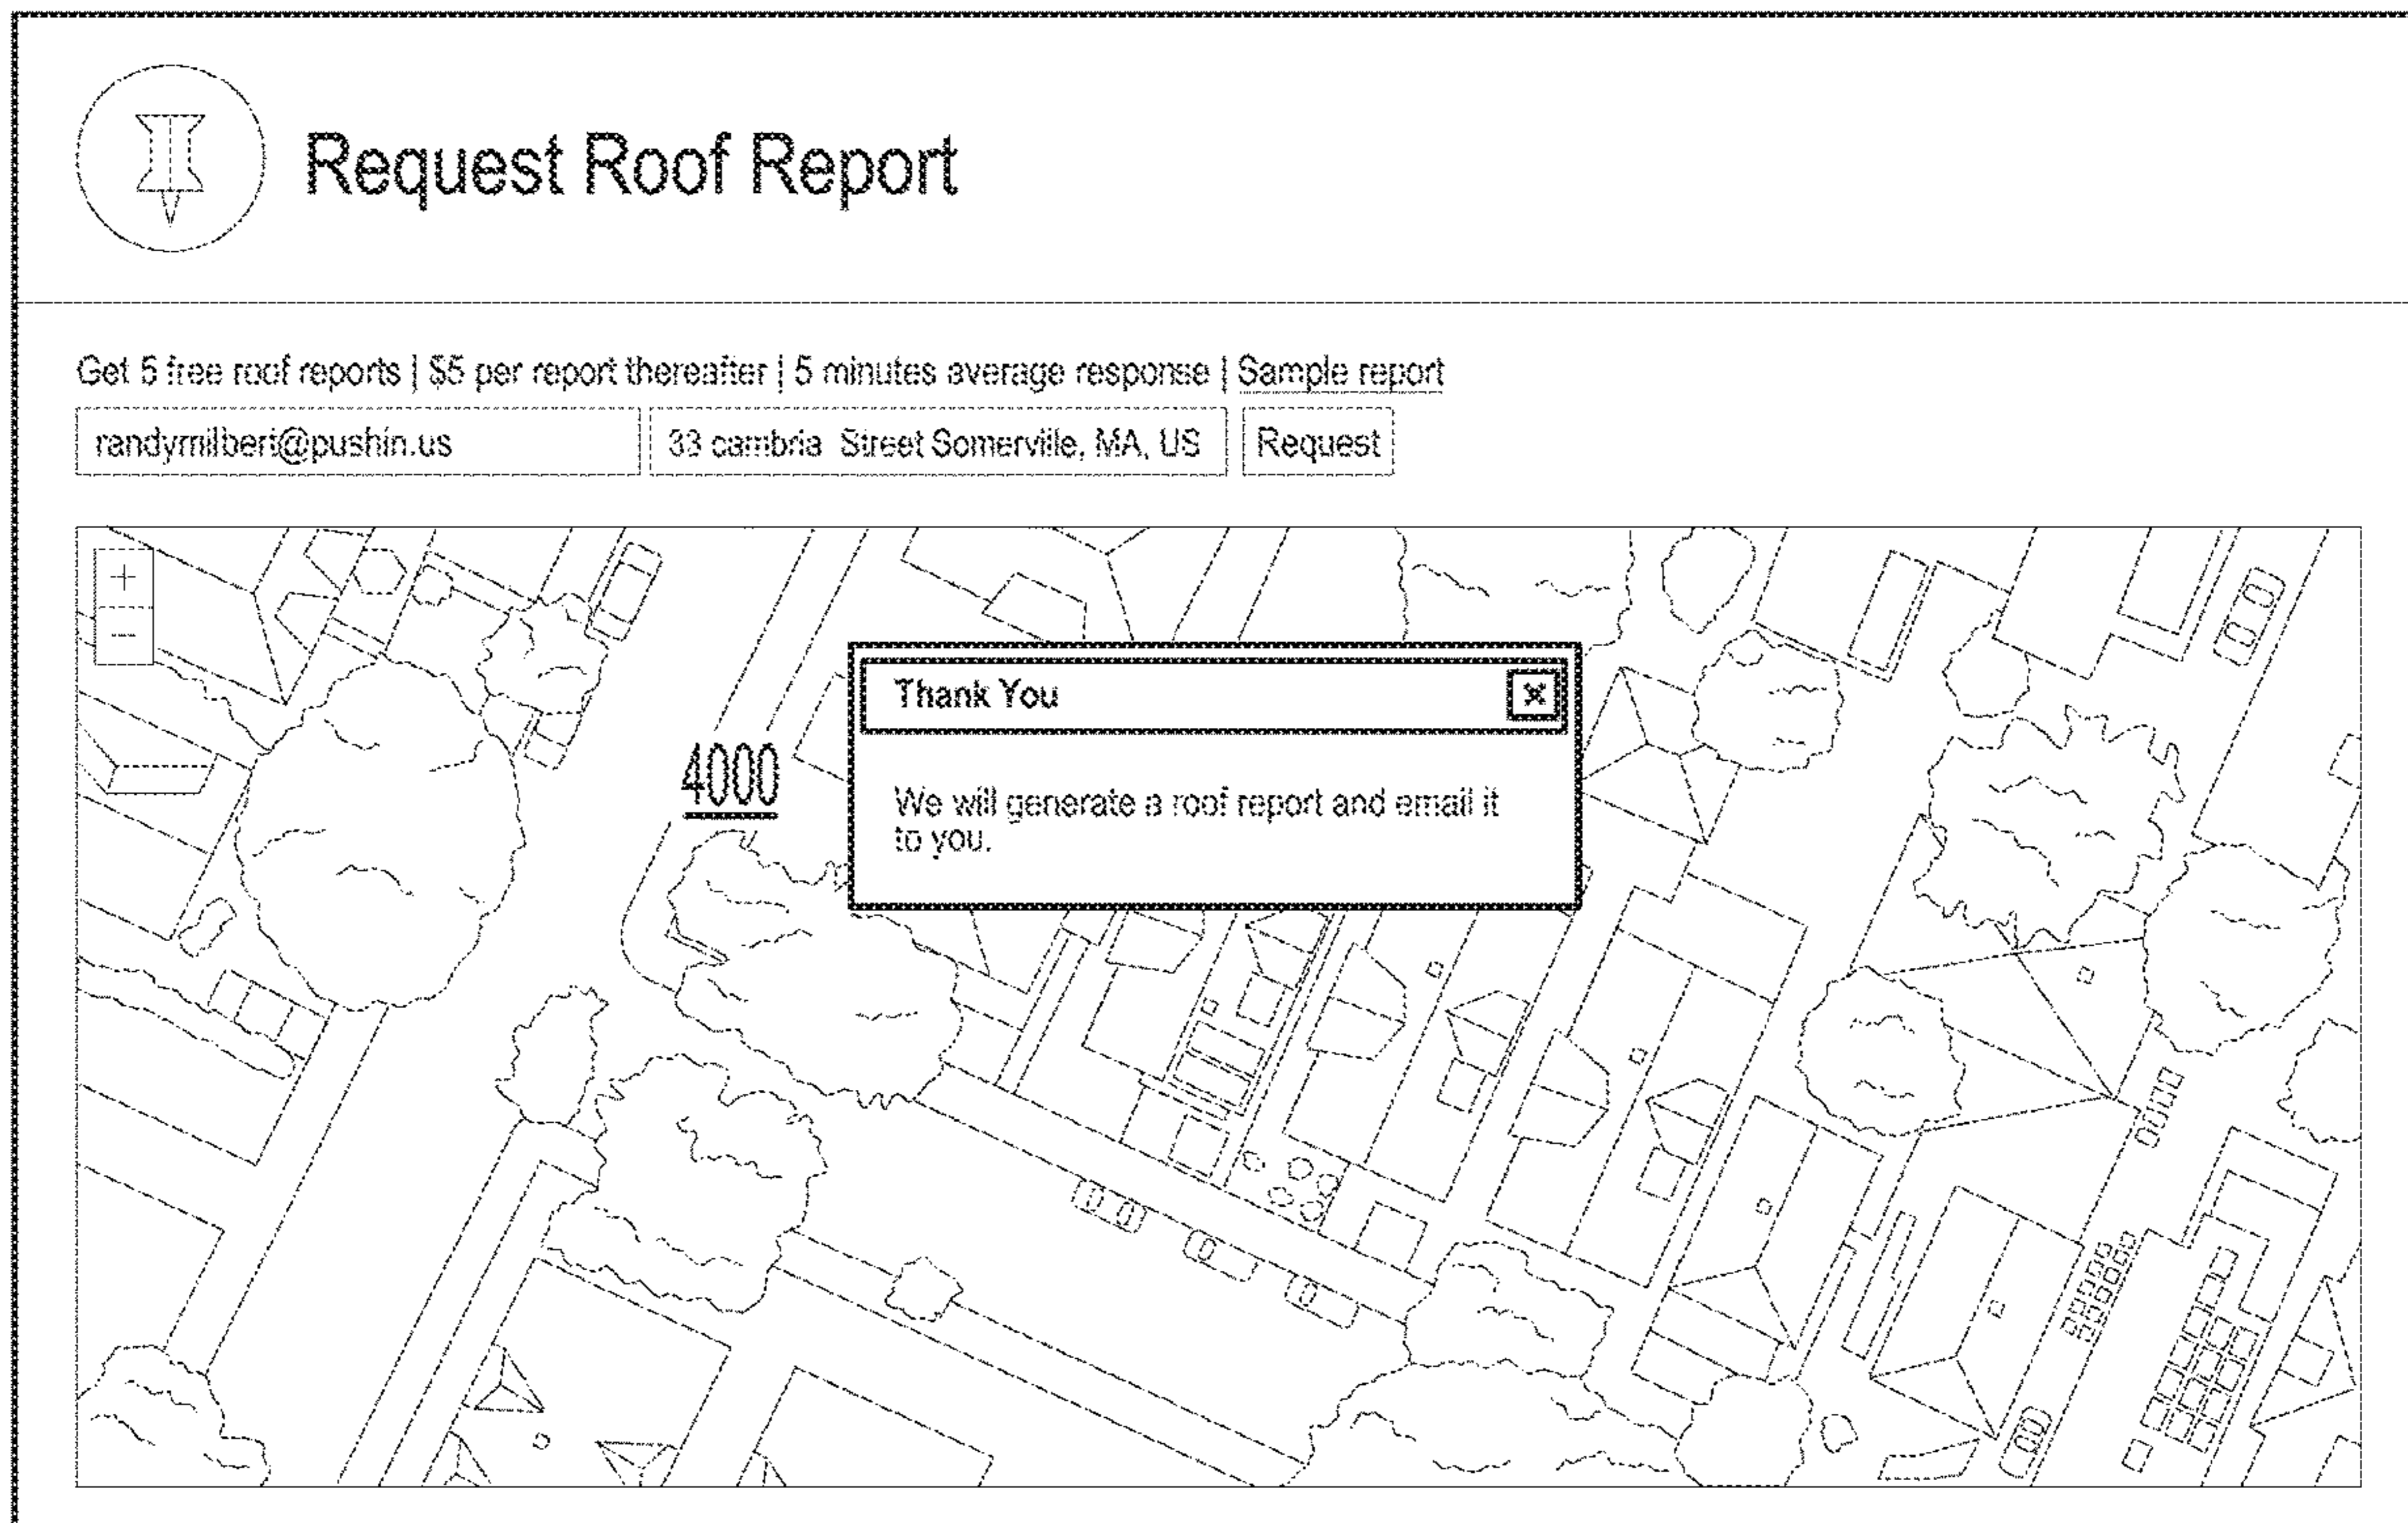 Request Roof Report
Get 5 free roof reports | $5 per report thereafter | 5 minutes average response | Sample report
randymilbert@pushin.us
33 cambria Street Somerville, MA, US
Request
+
−
Thank You
x
4000
We will generate a roof report and email it
to you.